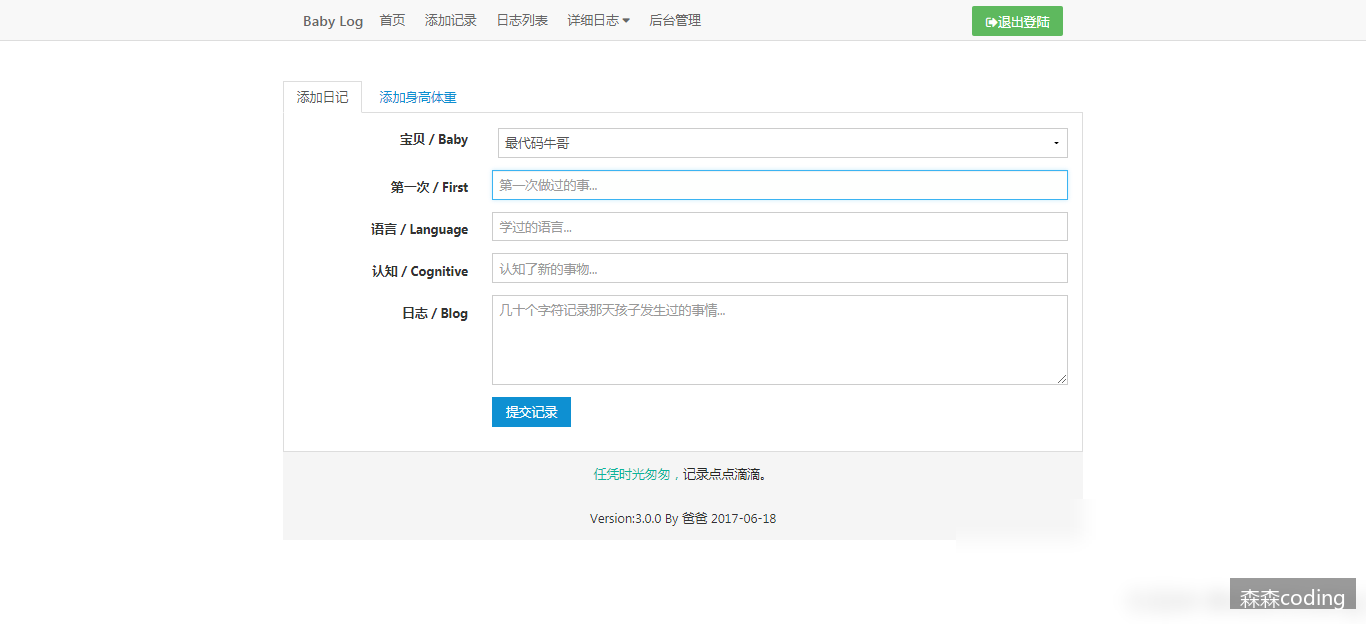 Baby Log 首页 添加记录 日志列表 详细日志 后台管理 退出登陆
添加日记 添加身高体重
宝贝 / Baby 最代码牛哥
第一次 / First 第一次做过的事...
语言 / Language 学过的语言...
认知 / Cognitive 认知了新的事物...
日志 / Blog 几十个字符记录那天孩子发生过的事情...
提交记录
任凭时光匆匆，记录点点滴滴。
Version:3.0.0 By 爸爸 2017-06-18
森森coding